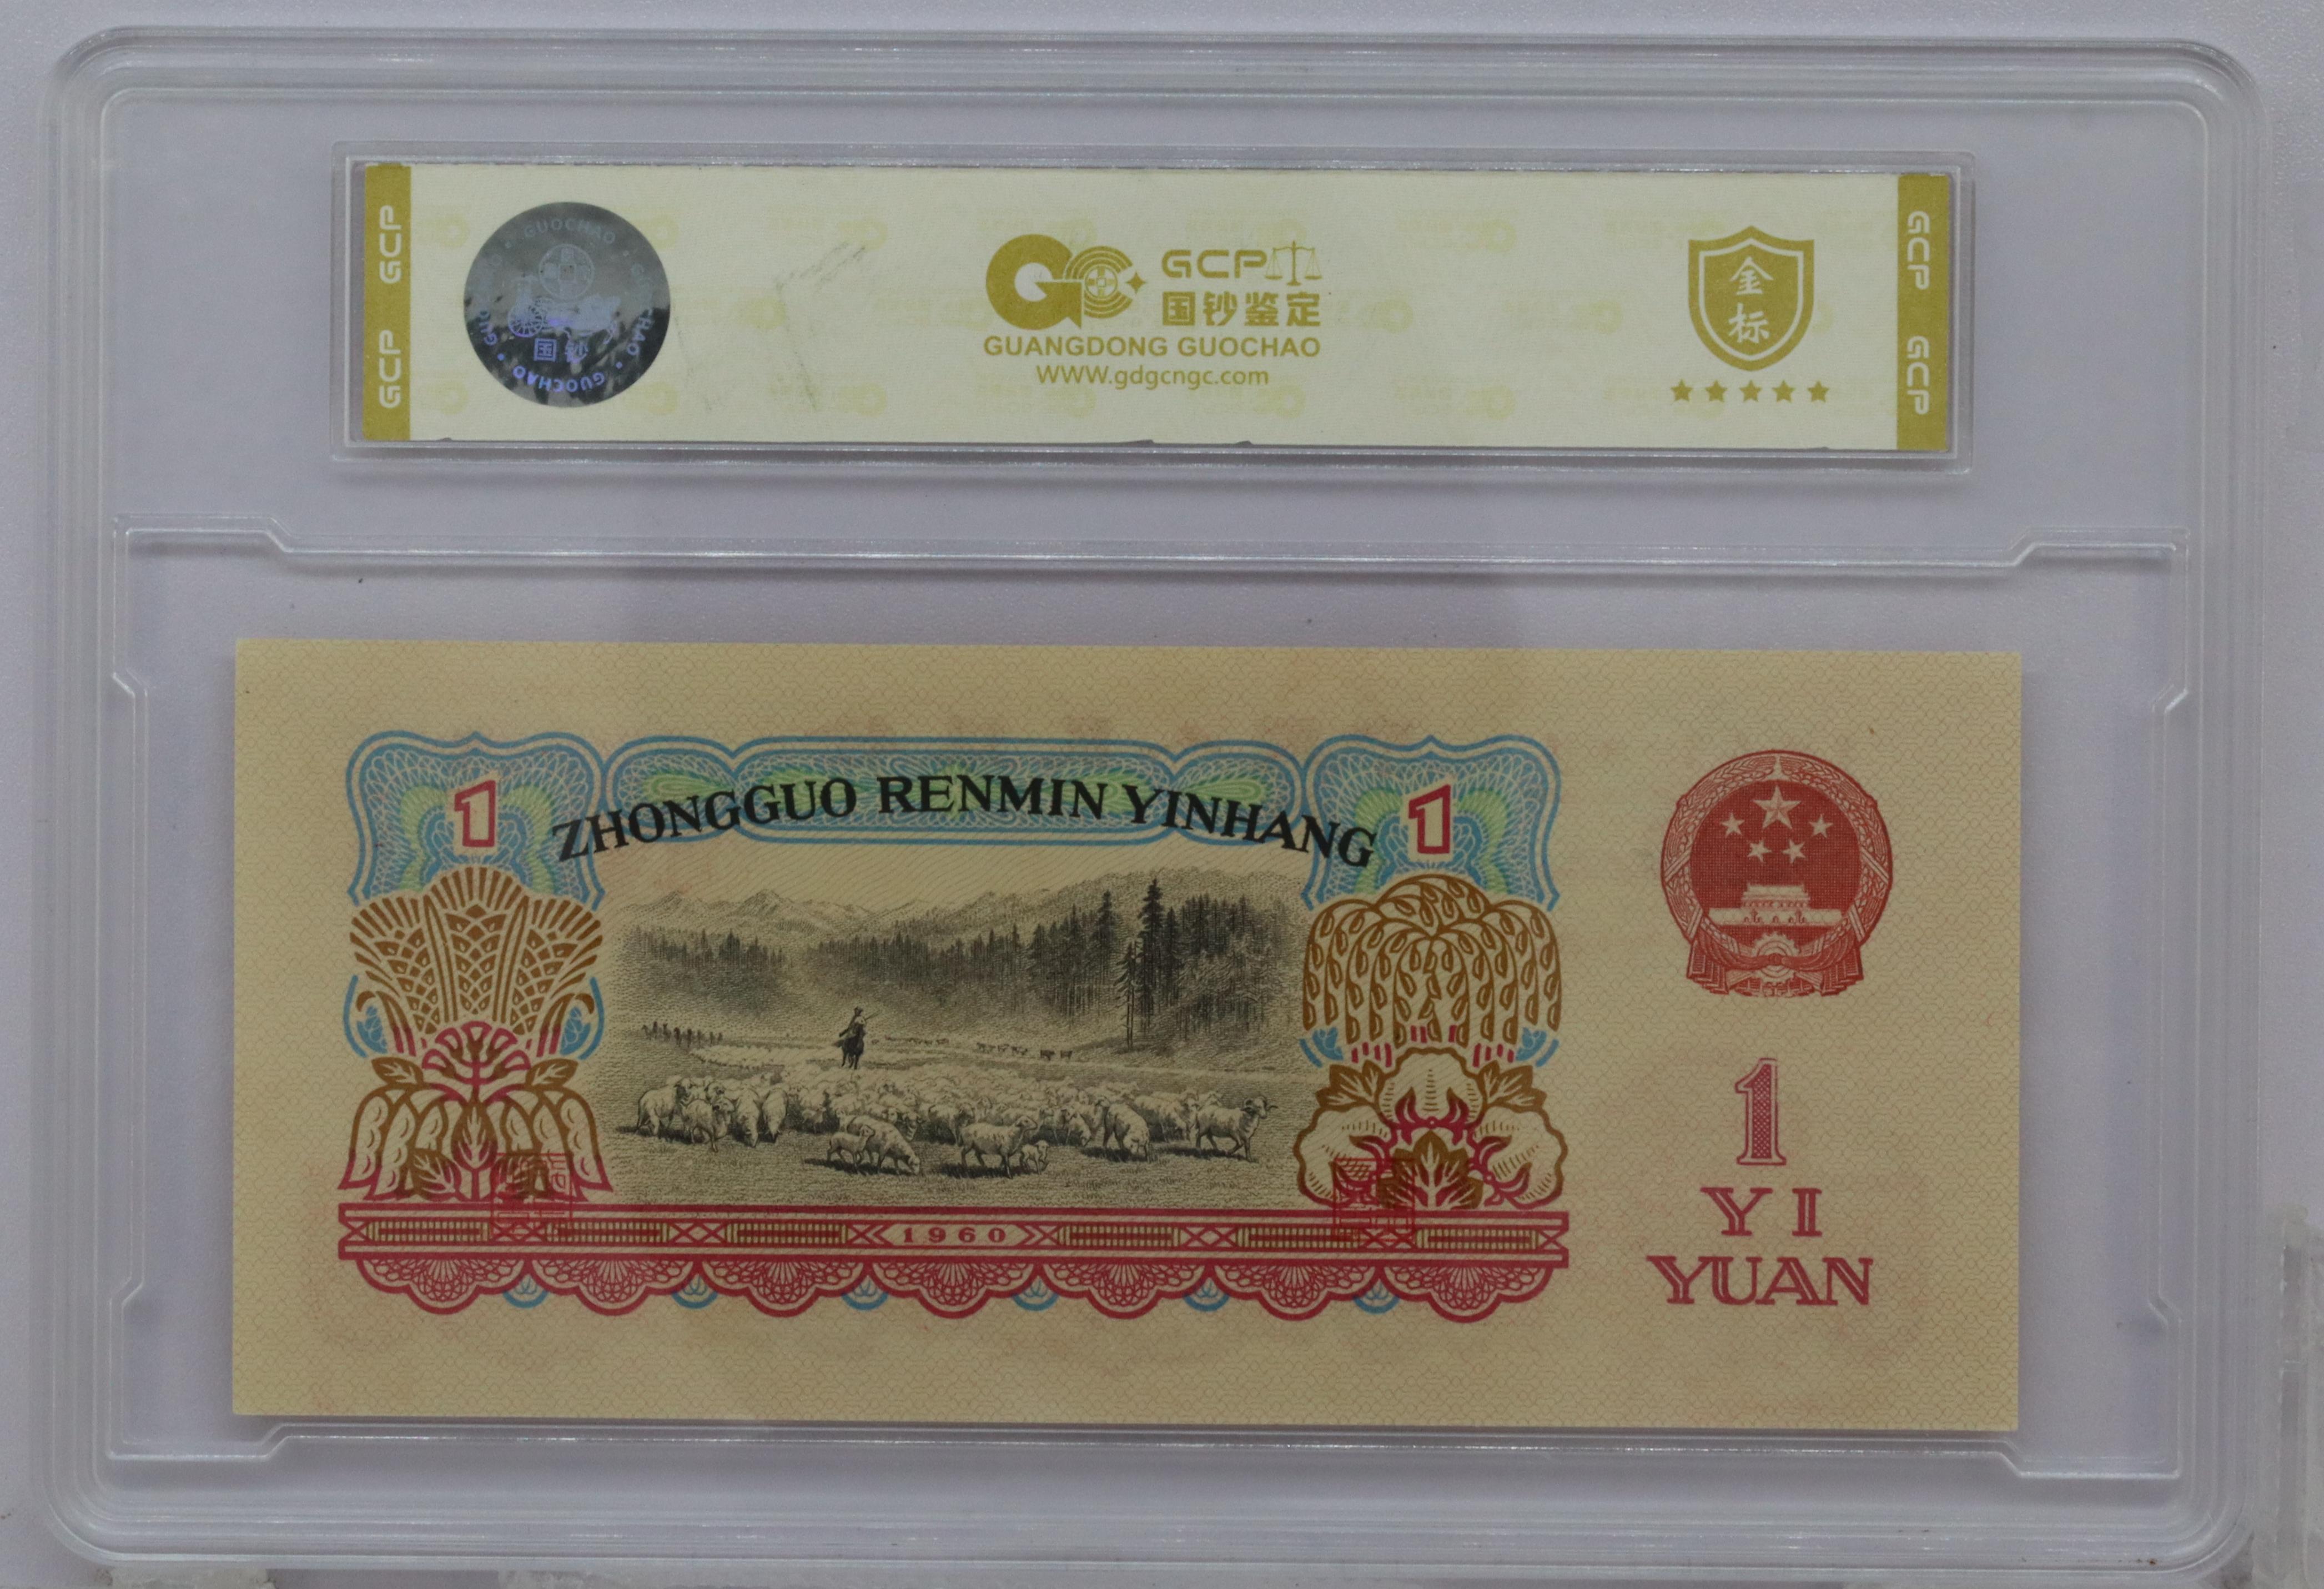 GCP GCP
GUOCHAO
国钞
GUOCHAO
GCP
国钞鉴定
GUANGDONG GUOCHAO
WWW.gdgcngc.com
金
标
GCP GCP
1
ZHONGGUO RENMIN YINHANG
1
1960
1
YI
YUAN